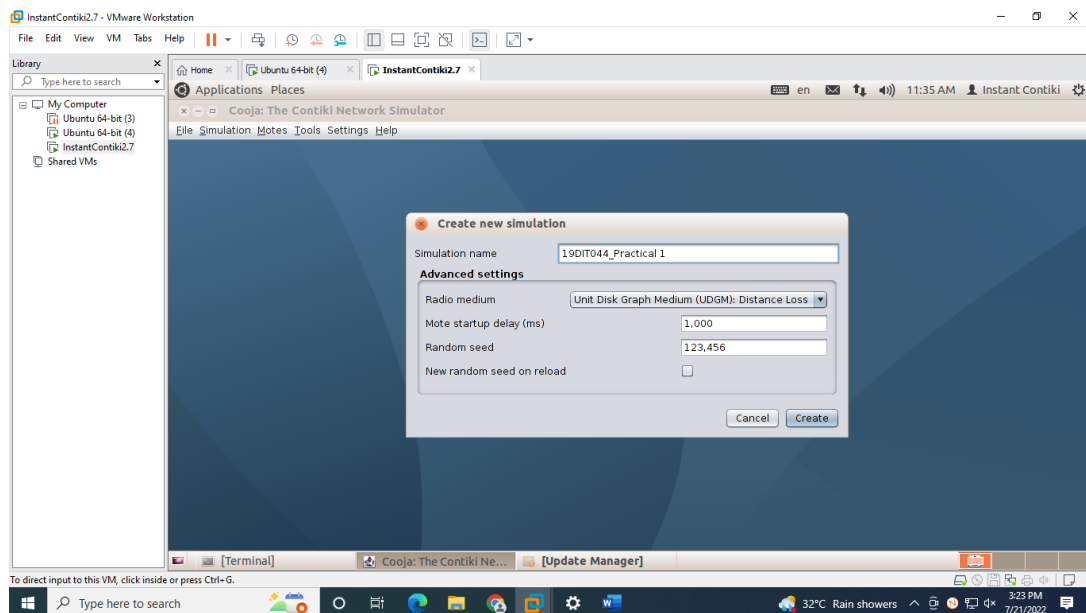 InstantContiki2.7 - VMware Workstation
File Edit View VM Tabs Help
Library
Type here to search
My Computer
Ubuntu 64-bit (3)
Ubuntu 64-bit (4)
InstantContiki2.7
Shared VMs
Home Ubuntu 64-bit (4) InstantContiki2.7
Applications Places en 11:35 AM Instant Contiki
Cooja: The Contiki Network Simulator
File Simulation Motes Tools Settings Help
Create new simulation
Simulation name 19DIT044_Practical 1
Advanced settings
Radio medium Unit Disk Graph Medium (UDGM): Distance Loss
Mote startup delay (ms) 1,000
Random seed 123,456
New random seed on reload
Cancel Create
[Terminal] Cooja: The Contiki Ne... [Update Manager]
To direct input to this VM, click inside or press Ctrl+G.
Type here to search 32°C Rain showers 3:23 PM
7/21/2022